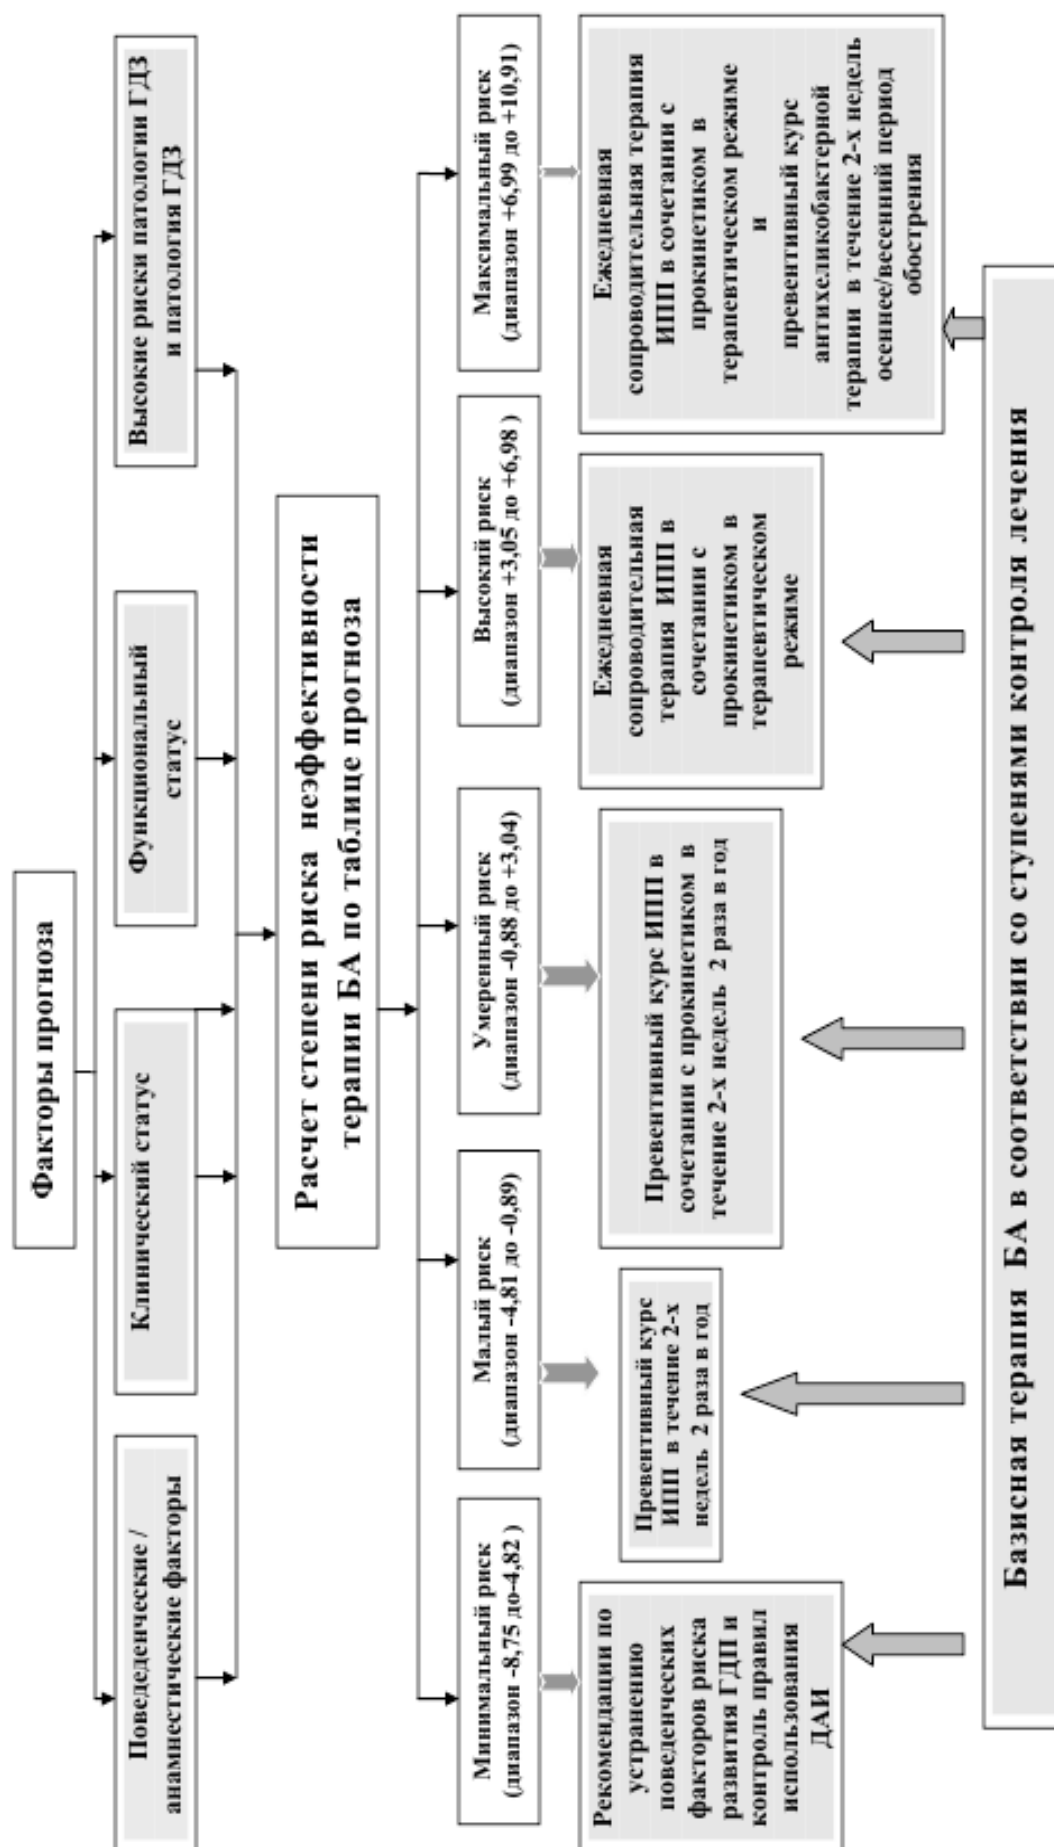 Факторы прогноза
Поведенческие /
анамнестические факторы
Клинический статус
Функциональный
статус
Высокие риски патологии ГДЗ
и патология ГДЗ
Расчет степени риска неэффективности
терапии БА по таблице прогноза
Минимальный риск
(диапазон -8,75 до-4,82 )
Малый риск
(диапазон -4,81 до -0,89)
Умеренный риск
(диапазон -0,88 до +3,04)
Высокий риск
(диапазон +3,05 до +6,98)
Максимальный риск
(диапазон +6,99 до +10,91)
Рекомендации по
устранению
поведенческих
факторов риска
развития ГДП и
контроль правил
использования
ДАИ
Превентивный курс
ИПП в течение 2-х
недель 2 раза в год
Превентивный курс ИПП в
сочетании с прокинетиком в
течение 2-х недель 2 раза в год
Ежедневная
сопроводительная
терапия ИПП в
сочетании с
прокинетиком в
терапевтическом
режиме
Ежедневная
сопроводительная терапия
ИПП в сочетании с
прокинетиком в
терапевтическом режиме
и
превентивный курс
антихеликобактерной
терапии в течение 2-х недель
осеннее/весенний период
обострения
Базисная терапия БА в соответствии со ступенями контроля лечения